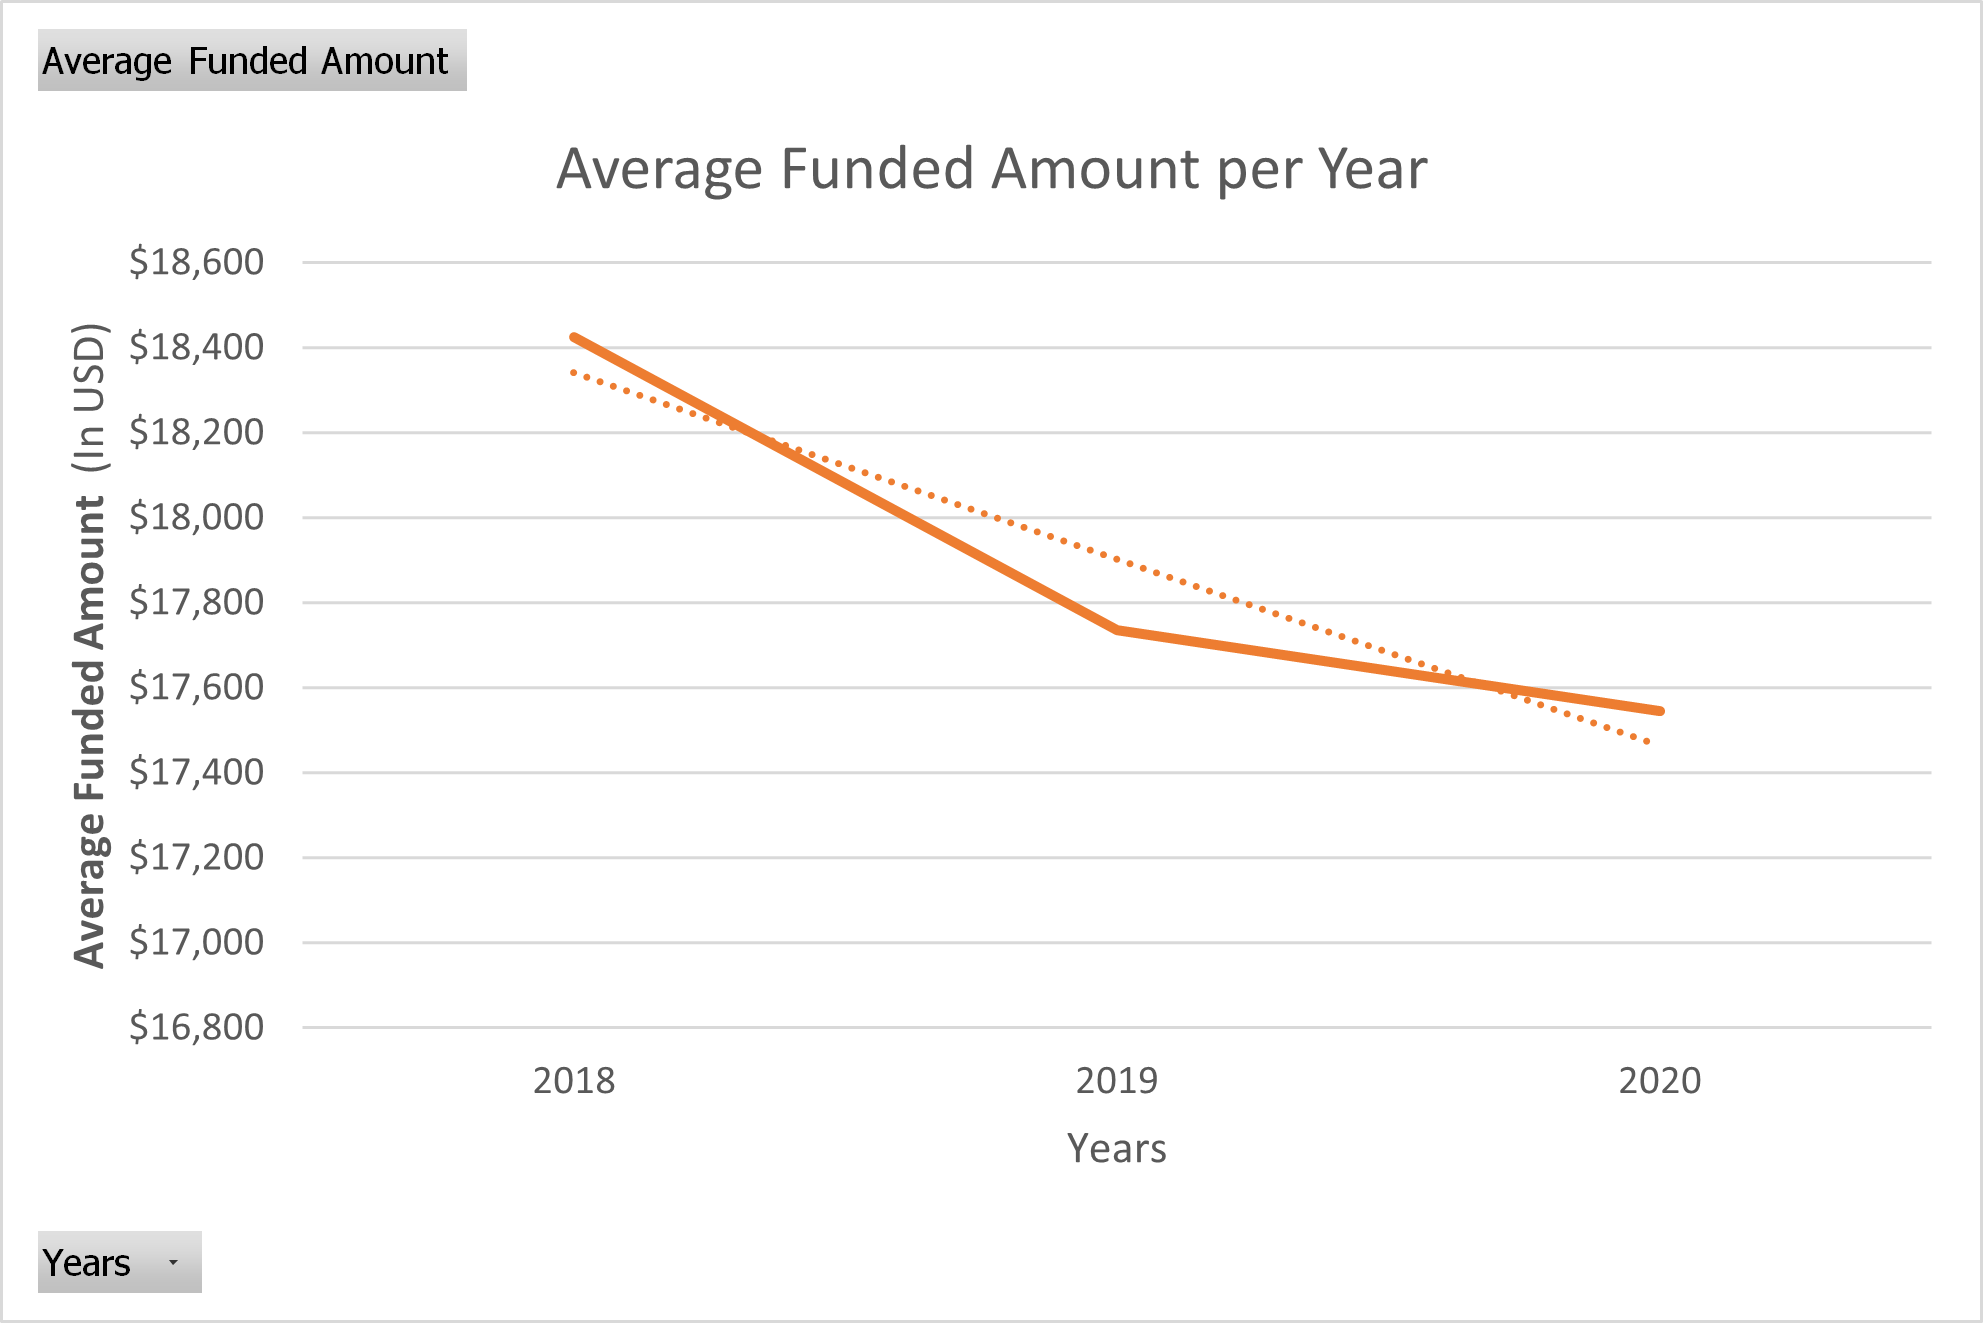 Average Funded Amount
Average Funded Amount per Year
Average Funded Amount (In USD)
$18,600
$18,400
$18,200
$18,000
$17,800
$17,600
$17,400
$17,200
$17,000
$16,800
2018 2019 2020
Years
Years